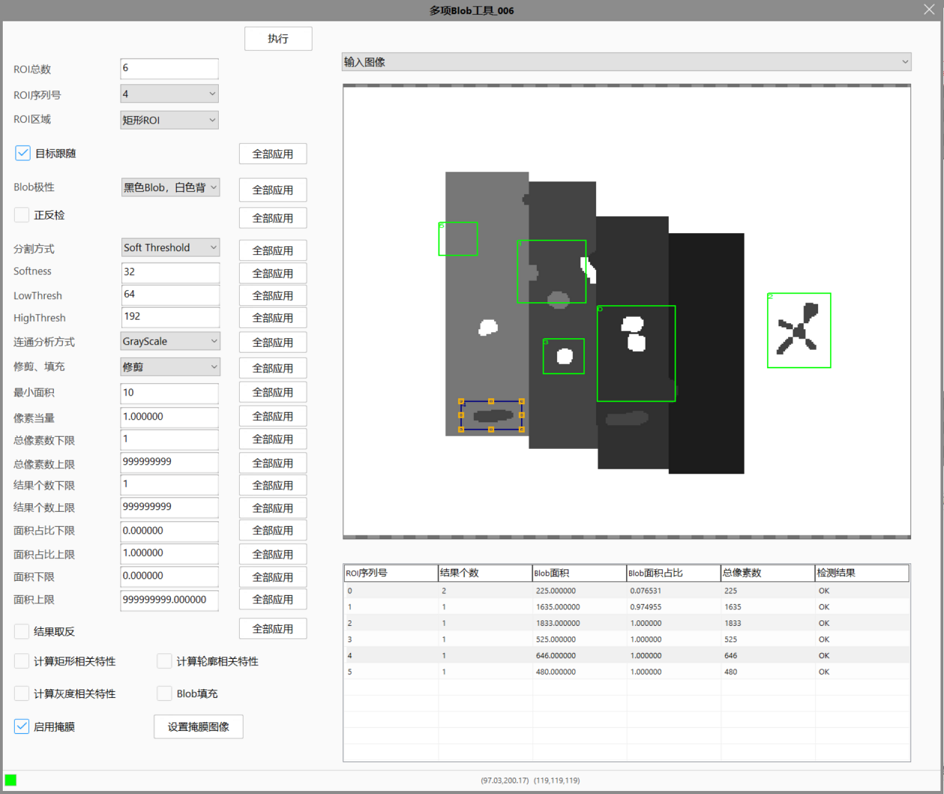 多项Blob工具_006
执行
ROI总数 6
ROI序列号 4
ROI区域 矩形ROI
目标跟随 全部应用
Blob极性 黑色Blob，白色背 全部应用
正反检 全部应用
分割方式 Soft Threshold 全部应用
Softness 32 全部应用
LowThresh 64 全部应用
HighThresh 192 全部应用
连通分析方式 GrayScale 全部应用
修剪、填充 修剪 全部应用
最小面积 10 全部应用
像素当量 1.000000 全部应用
总像素数下限 1 全部应用
总像素数上限 999999999 全部应用
结果个数下限 1 全部应用
结果个数上限 999999999 全部应用
面积占比下限 0.000000 全部应用
面积占比上限 1.000000 全部应用
面积下限 0.000000 全部应用
面积上限 999999999.000000 全部应用
结果取反 全部应用
计算矩形相关特性 计算轮廓相关特性
计算灰度相关特性 Blob填充
启用掩膜 设置掩膜图像
输入图像
ROI序列号 结果个数 Blob面积 Blob面积占比 总像素数 检测结果
0 2 225.000000 0.076531 225 OK
1 1 1635.000000 0.974955 1635 OK
2 1 1833.000000 1.000000 1833 OK
3 1 525.000000 1.000000 525 OK
4 1 646.000000 1.000000 646 OK
5 1 480.000000 1.000000 480 OK
(97.03,200.17) (119,119,119)